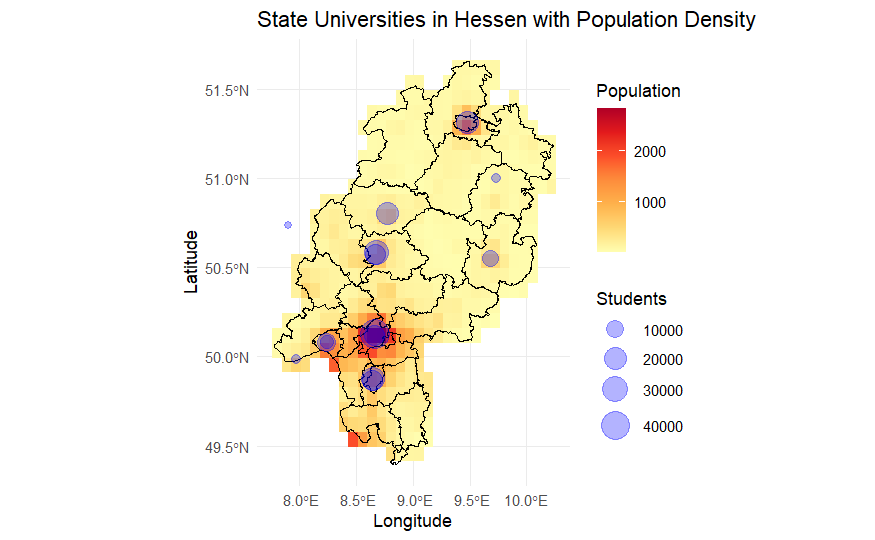 State Universities in Hessen with Population Density
Population
2000
1000
Students
10000
20000
30000
40000
Latitude
51.5°N
51.0°N
50.5°N
50.0°N
49.5°N
8.0°E 8.5°E 9.0°E 9.5°E 10.0°E
Longitude